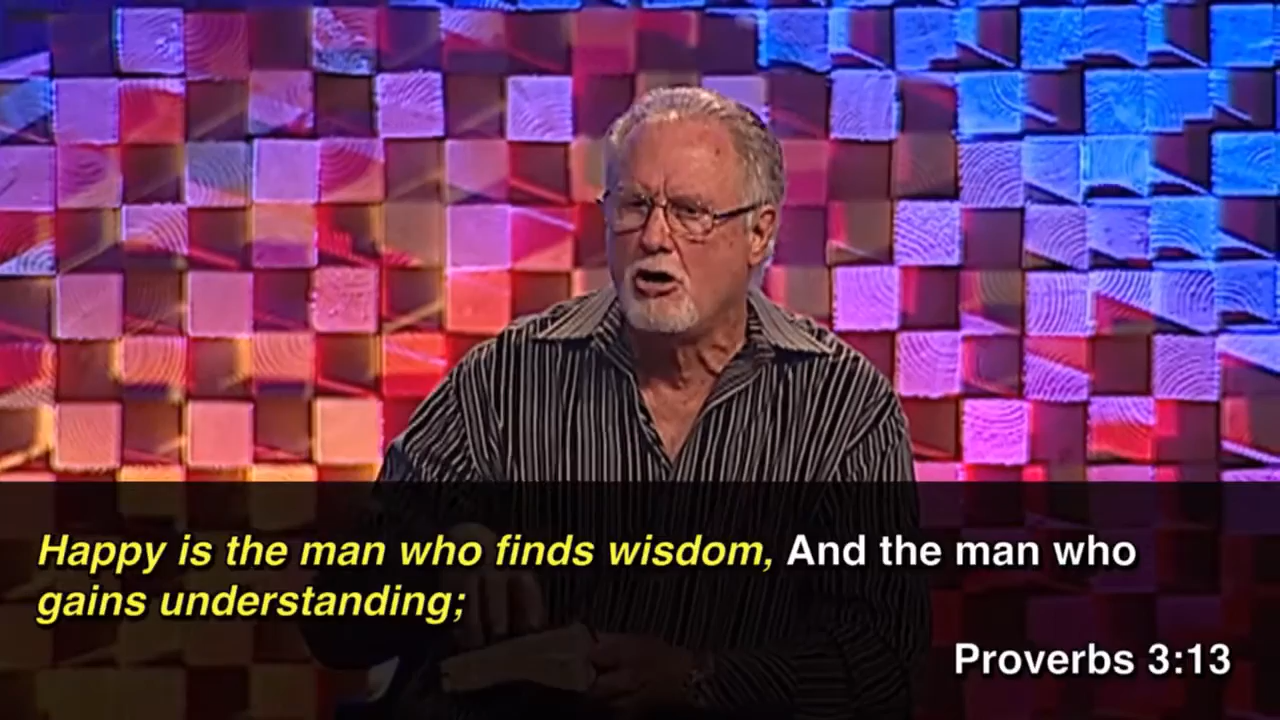 Happy is the man who finds wisdom, And the man who
gains understanding;
Proverbs 3:13